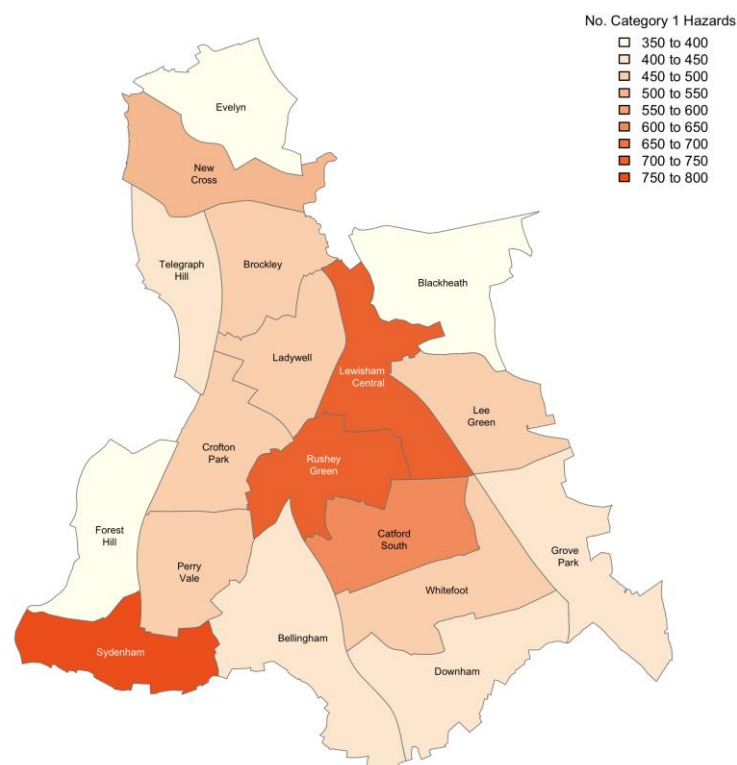 No. Category 1 Hazards
350 to 400
400 to 450
450 to 500
500 to 550
550 to 600
600 to 650
650 to 700
700 to 750
750 to 800
Evelyn
New
Cross
Telegraph
Hill
Brockley
Blackheath
Ladywell
Lewisham
Central
Lee
Green
Crofton
Park
Rushey
Green
Forest
Hill
Catford
South
Grove
Park
Perry
Vale
Whitefoot
Sydenham
Bellingham
Downham